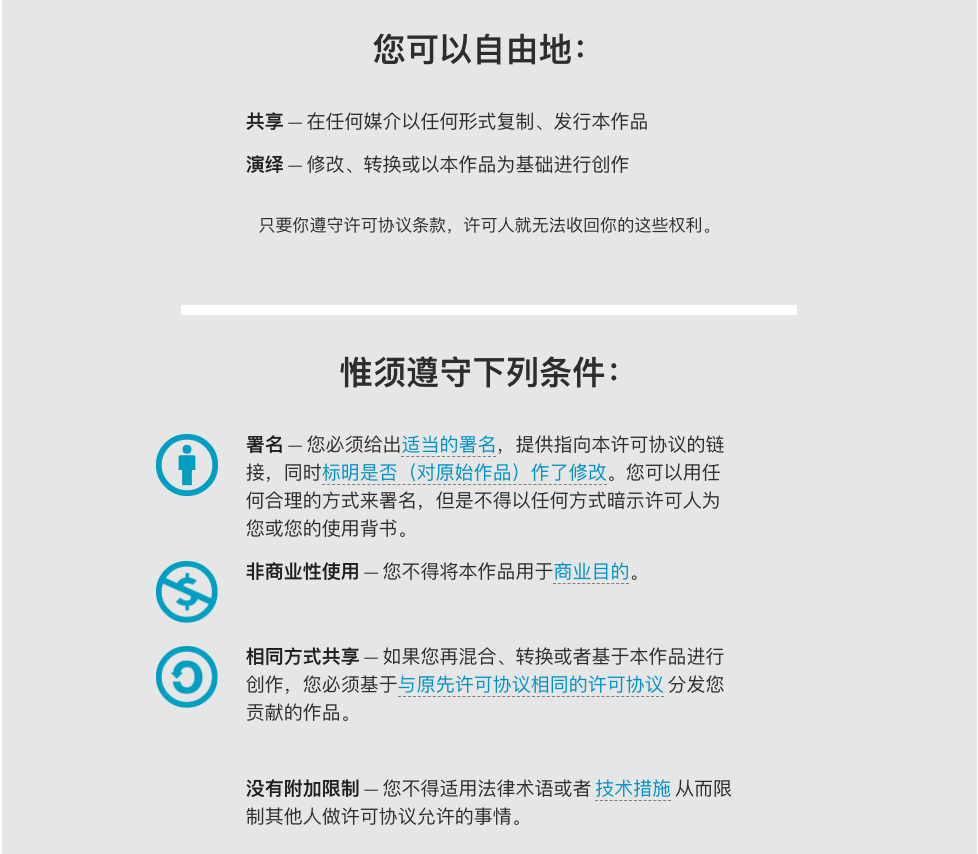 您可以自由地：
共享 — 在任何媒介以任何形式复制、发行本作品
演绎 — 修改、转换或以本作品为基础进行创作
只要你遵守许可协议条款，许可人就无法收回你的这些权利。
惟须遵守下列条件：
署名 — 您必须给出适当的署名，提供指向本许可协议的链
接，同时标明是否（对原始作品）作了修改。您可以用任
何合理的方式来署名，但是不得以任何方式暗示许可人为
您或您的使用背书。
非商业性使用 — 您不得将本作品用于商业目的。
相同方式共享 — 如果您再混合、转换或者基于本作品进行
创作，您必须基于与原先许可协议相同的许可协议 分发您
贡献的作品。
没有附加限制 — 您不得适用法律术语或者 技术措施 从而限
制其他人做许可协议允许的事情。